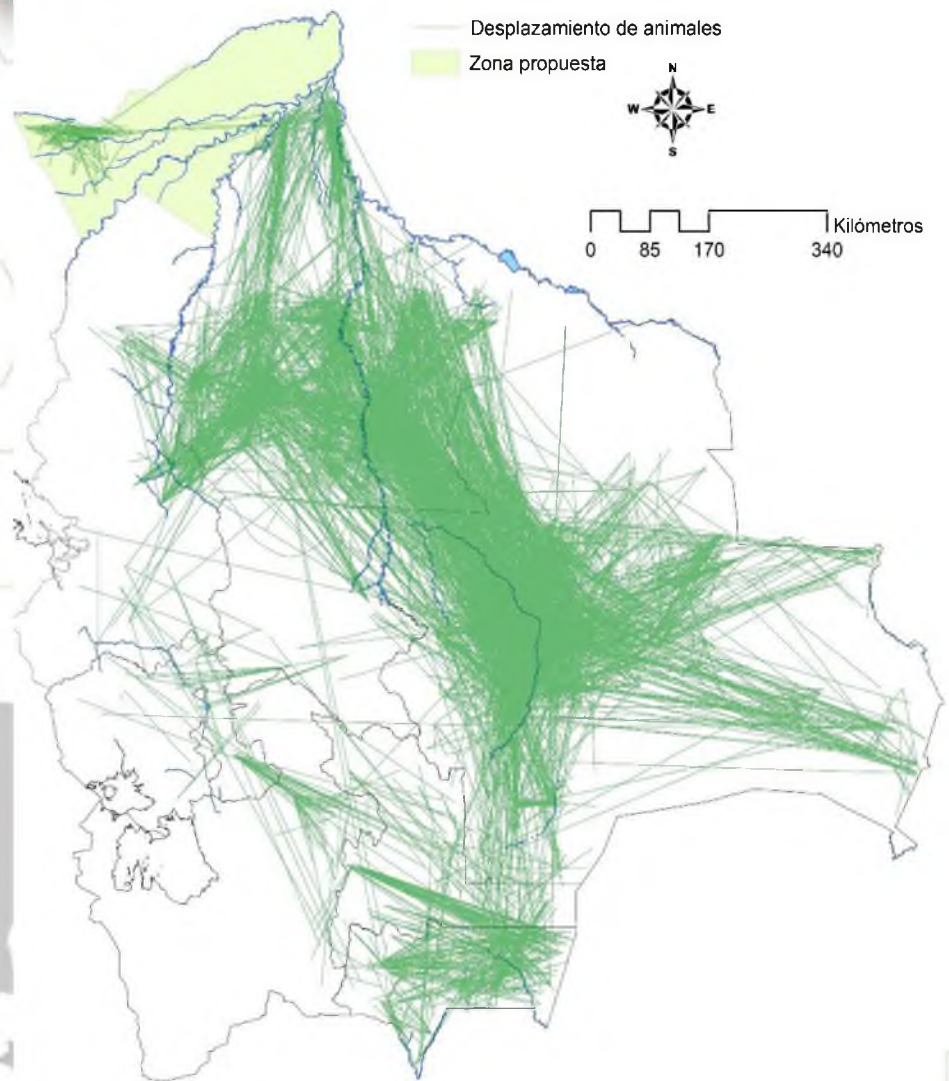 Desplazamiento de animales
Zona propuesta
N
W E
S
Kilómetros
0 85 170 340